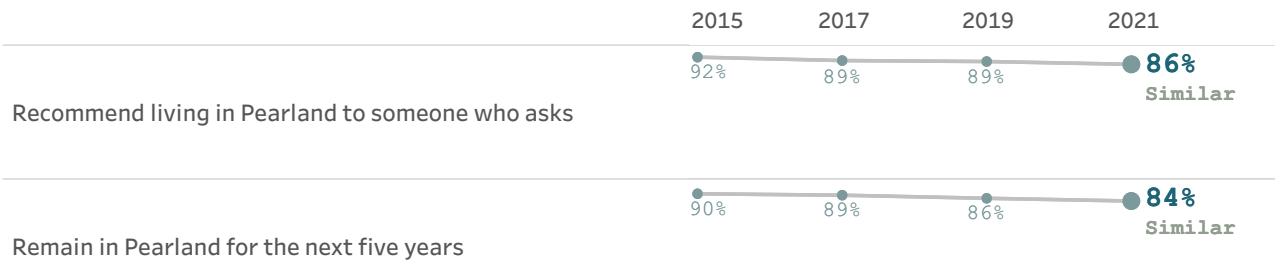 2015 2017 2019 2021
92% 89% 89% 86%
Similar
Recommend living in Pearland to someone who asks
90% 89% 86% 84%
Similar
Remain in Pearland for the next five years